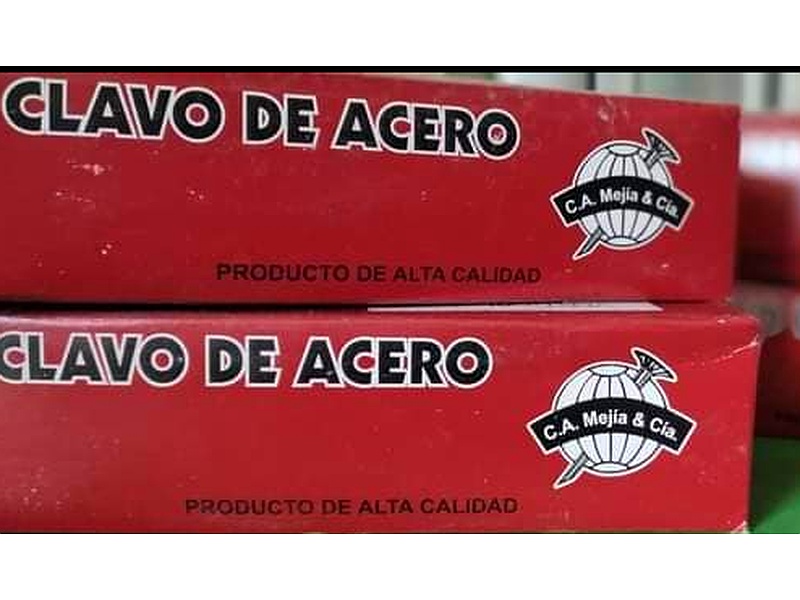 CLAVO DE ACERO
C.A. Mejía & Cía.
PRODUCTO DE ALTA CALIDAD
CLAVO DE ACERO
C.A. Mejía & Cía.
PRODUCTO DE ALTA CALIDAD